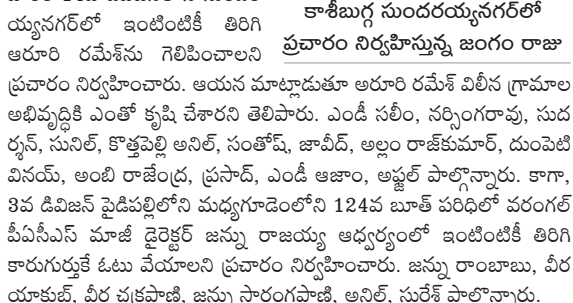 య్యనగర్‌లో ఇంటింటికీ తిరిగి
ఆరూరి రమేశ్‌ను గెలిపించాలని
కాశీబుగ్గ సుందరయ్యనగర్‌లో
ప్రచారం నిర్వహిస్తున్న జంగం రాజు
ప్రచారం నిర్వహించారు. ఆయన మాట్లాడుతూ అరూరి రమేశ్ విలీన గ్రామాల
అభివృద్ధికి ఎంతో కృషి చేశారని తెలిపారు. ఎండీ సలీం, నర్సింగరావు, సుద
ర్శన్, సునిల్, కొత్తపెల్లి అనిల్, సంతోష్, జావీద్, అల్లం రాజ్‌కుమార్, దుంపెటి
వినయ్, అంబి రాజేంద్ర, ప్రసాద్, ఎండీ ఆజాం, అఫ్జల్ పాల్గొన్నారు. కాగా,
3వ డివిజన్ పైడిపల్లిలోని మధ్యగూడెంలోని 124వ బూత్ పరిధిలో వరంగల్
పీఏసీఎస్ మాజీ డైరెక్టర్ జన్ను రాజయ్య ఆధ్వర్యంలో ఇంటింటికీ తిరిగి
కారుగుర్తుకే ఓటు వేయాలని ప్రచారం నిర్వహించారు. జన్ను రాంబాబు, వీర
యాకుబ్, వీర చక్రపాణి, జన్ను సారంగపాణి, అనిల్, సురేశ్ పాల్గొన్నారు.